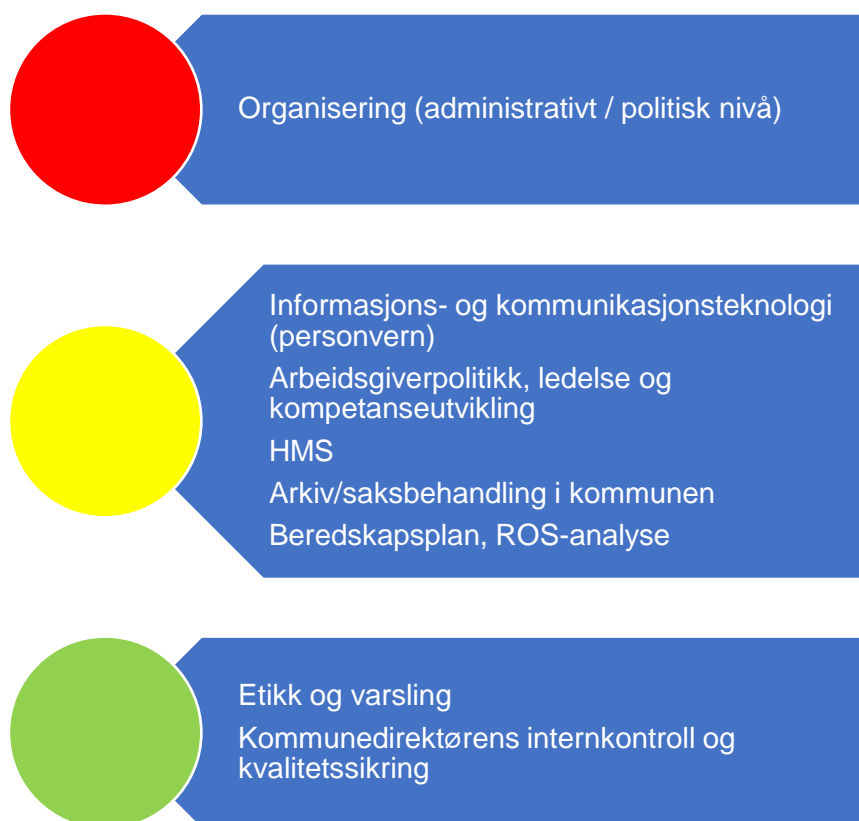 Organisering (administrativt / politisk nivå)
Informasjons- og kommunikasjonsteknologi
(personvern)
Arbeidsgiverpolitikk, ledelse og
kompetanseutvikling
HMS
Arkiv/saksbehandling i kommunen
Beredskapsplan, ROS-analyse
Etikk og varsling
Kommunedirektørens internkontroll og
kvalitetssikring